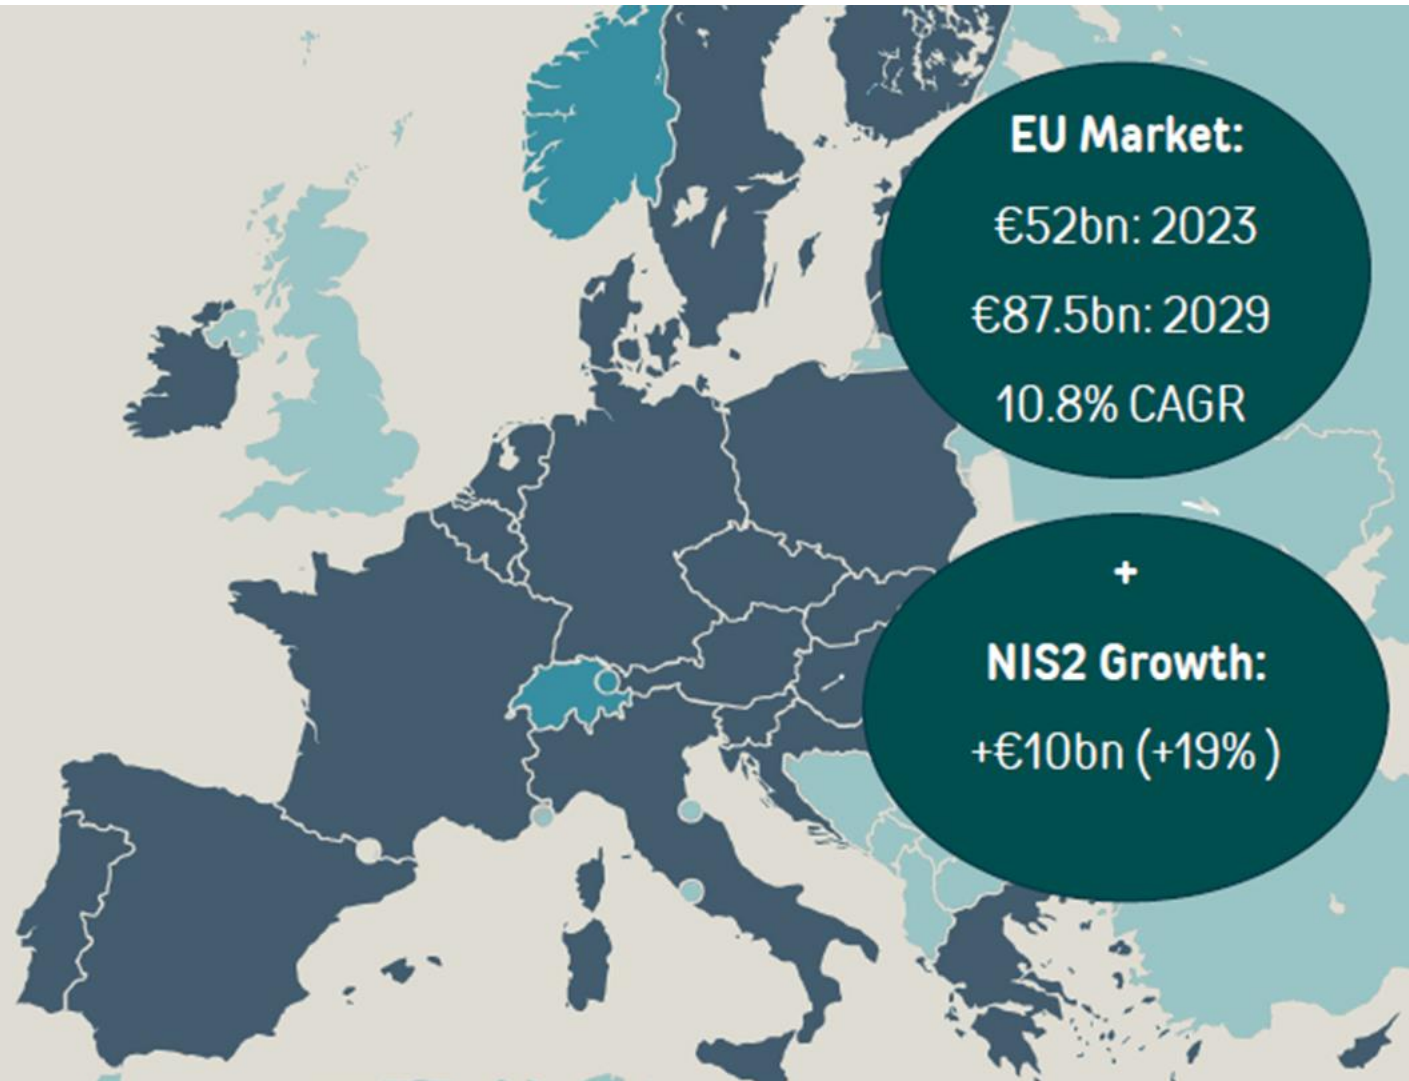 EU Market:
€52bn: 2023
€87.5bn: 2029
10.8% CAGR
+
NIS2 Growth:
+€10bn (+19% )